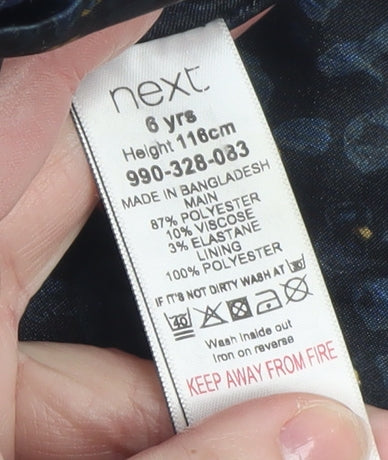 next
6 yrs
Height 116cm
990-328-083
MADE IN BANGLADESH
MAIN
87% POLYESTER
10% VISCOSE
3% ELASTANE
LINING
100% POLYESTER
IF IT'S NOT DIRTY WASH AT 30
40
Wash inside out
Iron on reverse
KEEP AWAY FROM FIRE